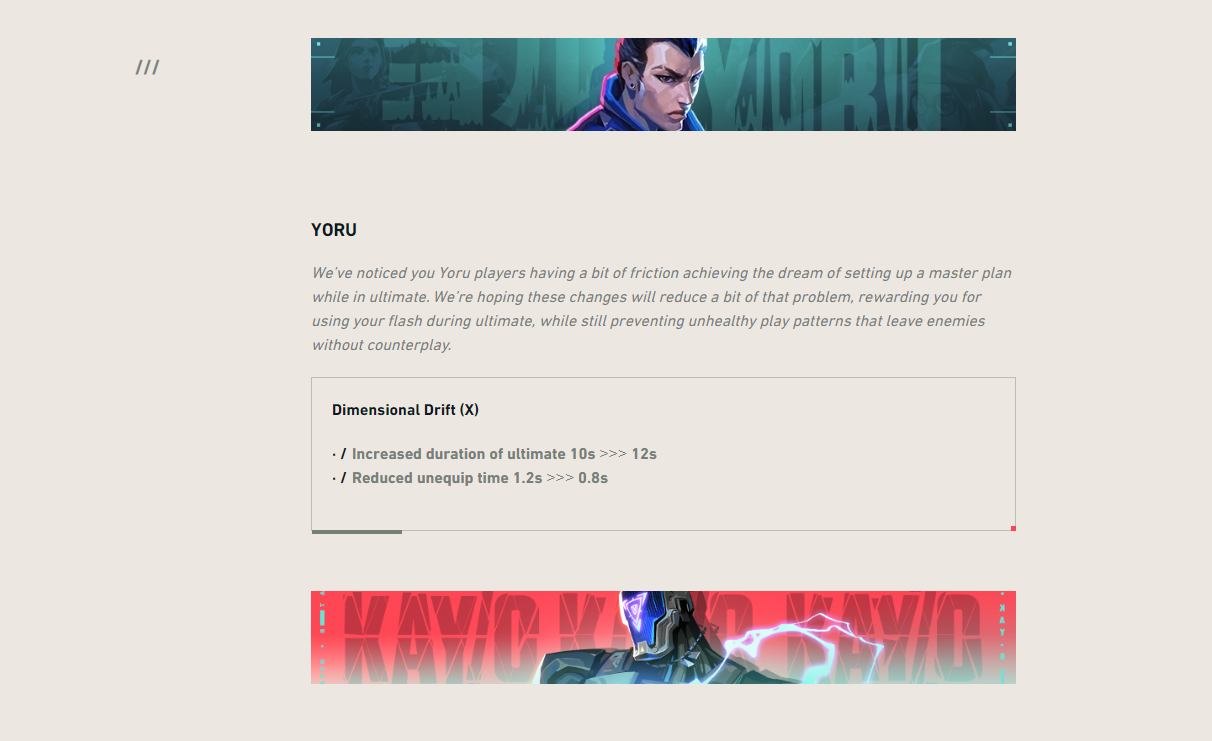 ///
YORU
YORU
We've noticed you Yoru players having a bit of friction achieving the dream of setting up a master plan
while in ultimate. We're hoping these changes will reduce a bit of that problem, rewarding you for
using your flash during ultimate, while still preventing unhealthy play patterns that leave enemies
without counterplay.
Dimensional Drift (X)
· / Increased duration of ultimate 10s >>> 12s
· / Reduced unequip time 1.2s >>> 0.8s
KAY/O KAY/O KAY/O